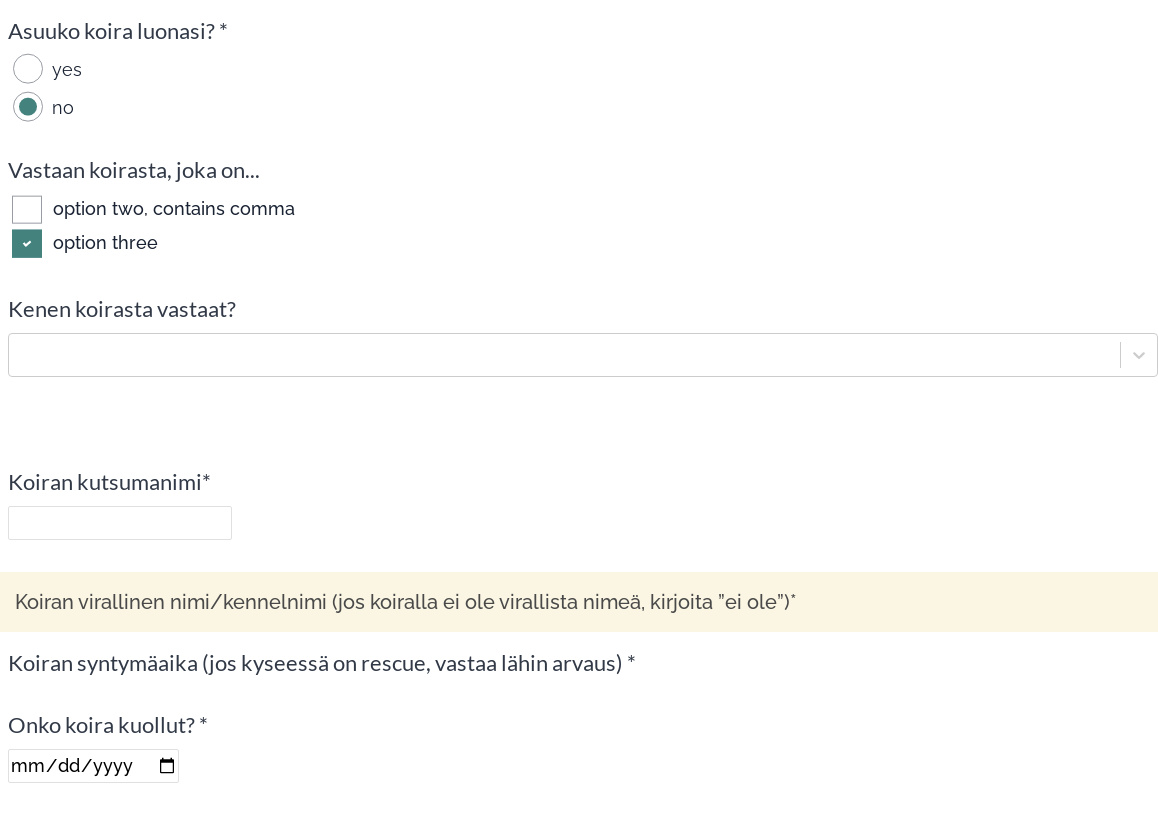 Asuuko koira luonasi? *
yes
no
Vastaan koirasta, joka on...
option two, contains comma
option three
Kenen koirasta vastaat?
Koiran kutsumanimi*
Koiran virallinen nimi/kennelnimi (jos koiralla ei ole virallista nimeä, kirjoita ”ei ole”)*
Koiran syntymäaika (jos kyseessä on rescue, vastaa lähin arvaus) *
Onko koira kuollut? *
mm/dd/yyyy